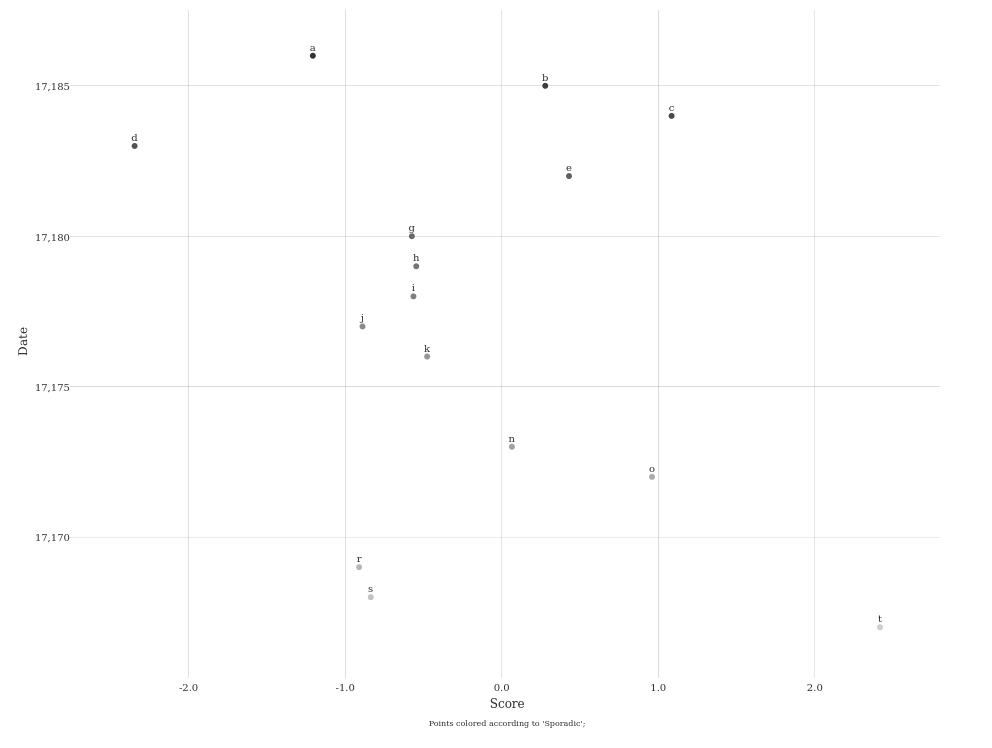 a
b
17,185
c
d
e
g
17,180
h
i
j
k
Date
17,175
n
o
17,170
r
s
t
-2.0 -1.0 0.0 1.0 2.0
Score
Points colored according to 'Sporadic';